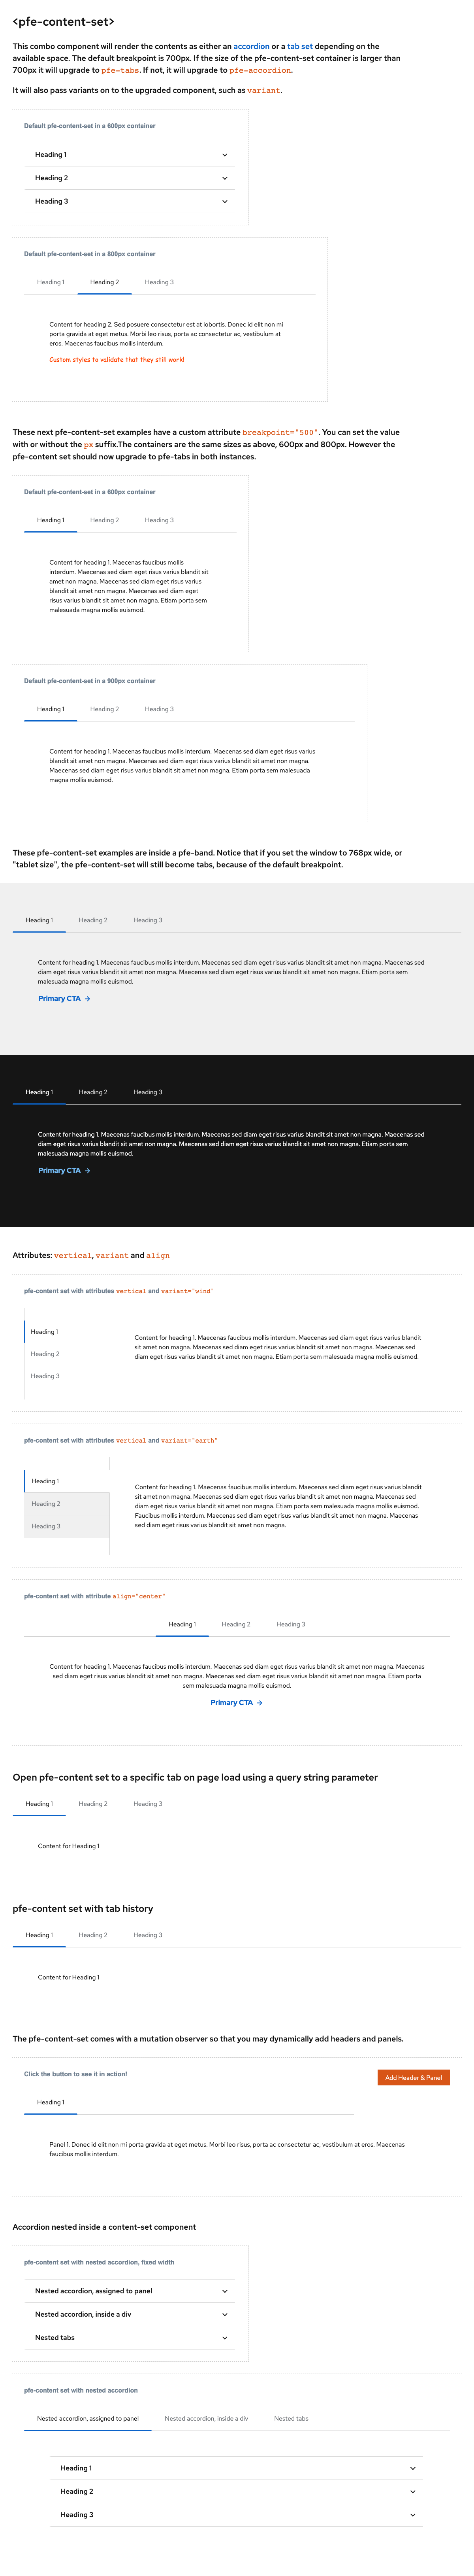 <pfe-content-set>
This combo component will render the contents as either an accordion or a tab set depending on the
available space. The default breakpoint is 700px. If the size of the pfe-content-set container is larger than
700px it will upgrade to pfe-tabs. If not, it will upgrade to pfe-accordion.
It will also pass variants on to the upgraded component, such as variant.
Default pfe-content-set in a 600px container
Heading 1
Heading 2
Heading 3
Default pfe-content-set in a 800px container
Heading 1 Heading 2 Heading 3
Content for heading 2. Sed posuere consectetur est at lobortis. Donec id elit non mi
porta gravida at eget metus. Morbi leo risus, porta ac consectetur ac, vestibulum at
eros. Maecenas faucibus mollis interdum.
Custom styles to validate that they still work!
These next pfe-content-set examples have a custom attribute breakpoint="500". You can set the value
with or without the px suffix.The containers are the same sizes as above, 600px and 800px. However the
pfe-content set should now upgrade to pfe-tabs in both instances.
Default pfe-content-set in a 600px container
Heading 1 Heading 2 Heading 3
Content for heading 1. Maecenas faucibus mollis
interdum. Maecenas sed diam eget risus varius blandit sit
amet non magna. Maecenas sed diam eget risus varius
blandit sit amet non magna. Maecenas sed diam eget
risus varius blandit sit amet non magna. Etiam porta sem
malesuada magna mollis euismod.
Default pfe-content-set in a 900px container
Heading 1 Heading 2 Heading 3
Content for heading 1. Maecenas faucibus mollis interdum. Maecenas sed diam eget risus varius
blandit sit amet non magna. Maecenas sed diam eget risus varius blandit sit amet non magna.
Maecenas sed diam eget risus varius blandit sit amet non magna. Etiam porta sem malesuada
magna mollis euismod.
These pfe-content-set examples are inside a pfe-band. Notice that if you set the window to 768px wide, or
"tablet size", the pfe-content-set will still become tabs, because of the default breakpoint.
Heading 1 Heading 2 Heading 3
Content for heading 1. Maecenas faucibus mollis interdum. Maecenas sed diam eget risus varius blandit sit amet non magna. Maecenas sed
diam eget risus varius blandit sit amet non magna. Maecenas sed diam eget risus varius blandit sit amet non magna. Etiam porta sem
malesuada magna mollis euismod.
Primary CTA
Heading 1 Heading 2 Heading 3
Content for heading 1. Maecenas faucibus mollis interdum. Maecenas sed diam eget risus varius blandit sit amet non magna. Maecenas sed
diam eget risus varius blandit sit amet non magna. Maecenas sed diam eget risus varius blandit sit amet non magna. Etiam porta sem
malesuada magna mollis euismod.
Primary CTA
Attributes: vertical, variant and align
pfe-content set with attributes vertical and variant="wind"
Heading 1
Heading 2
Heading 3
Content for heading 1. Maecenas faucibus mollis interdum. Maecenas sed diam eget risus varius blandit
sit amet non magna. Maecenas sed diam eget risus varius blandit sit amet non magna. Maecenas sed
diam eget risus varius blandit sit amet non magna. Etiam porta sem malesuada magna mollis euismod.
pfe-content set with attributes vertical and variant="earth"
Heading 1
Heading 2
Heading 3
Content for heading 1. Maecenas faucibus mollis interdum. Maecenas sed diam eget risus varius blandit
sit amet non magna. Maecenas sed diam eget risus varius blandit sit amet non magna. Maecenas sed
diam eget risus varius blandit sit amet non magna. Etiam porta sem malesuada magna mollis euismod.
Faucibus mollis interdum. Maecenas sed diam eget risus varius blandit sit amet non magna. Maecenas
sed diam eget risus varius blandit sit amet non magna.
pfe-content set with attribute align="center"
Heading 1 Heading 2 Heading 3
Content for heading 1. Maecenas faucibus mollis interdum. Maecenas sed diam eget risus varius blandit sit amet non magna. Maecenas
sed diam eget risus varius blandit sit amet non magna. Maecenas sed diam eget risus varius blandit sit amet non magna. Etiam porta
sem malesuada magna mollis euismod.
Primary CTA
Open pfe-content set to a specific tab on page load using a query string parameter
Heading 1 Heading 2 Heading 3
Content for Heading 1
pfe-content set with tab history
Heading 1 Heading 2 Heading 3
Content for Heading 1
The pfe-content-set comes with a mutation observer so that you may dynamically add headers and panels.
Click the button to see it in action!
Add Header & Panel
Heading 1
Panel 1. Donec id elit non mi porta gravida at eget metus. Morbi leo risus, porta ac consectetur ac, vestibulum at eros. Maecenas
faucibus mollis interdum.
Accordion nested inside a content-set component
pfe-content set with nested accordion, fixed width
Nested accordion, assigned to panel
Nested accordion, inside a div
Nested tabs
pfe-content set with nested accordion
Nested accordion, assigned to panel Nested accordion, inside a div Nested tabs
Heading 1
Heading 2
Heading 3